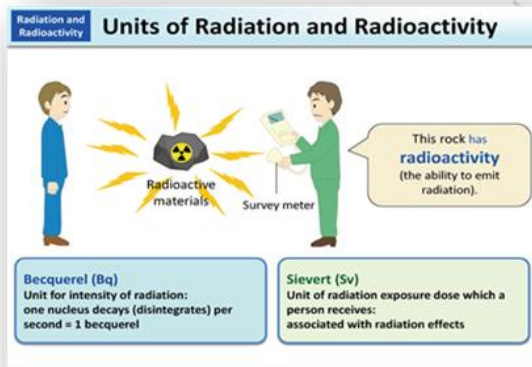 Radiation and
Radioactivity
Units of Radiation and Radioactivity
This rock has
radioactivity
(the ability to emit
radiation).
Radioactive
materials
Survey meter
Becquerel (Bq)
Unit for intensity of radiation:
one nucleus decays (disintegrates) per
second = 1 becquerel
Sievert (Sv)
Unit of radiation exposure dose which a
person receives:
associated with radiation effects